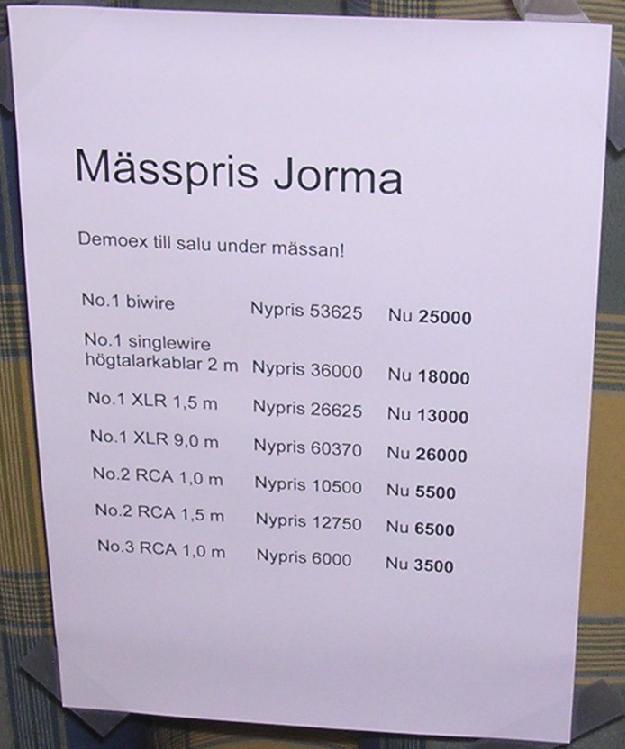 Mässpris Jorma
Demoex till salu under mässan!
No.1 biwire Nypris 53625 Nu 25000
No.1 singlewire
högtalarkablar 2 m Nypris 36000 Nu 18000
No.1 XLR 1,5 m Nypris 26625 Nu 13000
No.1 XLR 9,0 m Nypris 60370 Nu 26000
No.2 RCA 1,0 m Nypris 10500 Nu 5500
No.2 RCA 1,5 m Nypris 12750 Nu 6500
No.3 RCA 1,0 m Nypris 6000 Nu 3500